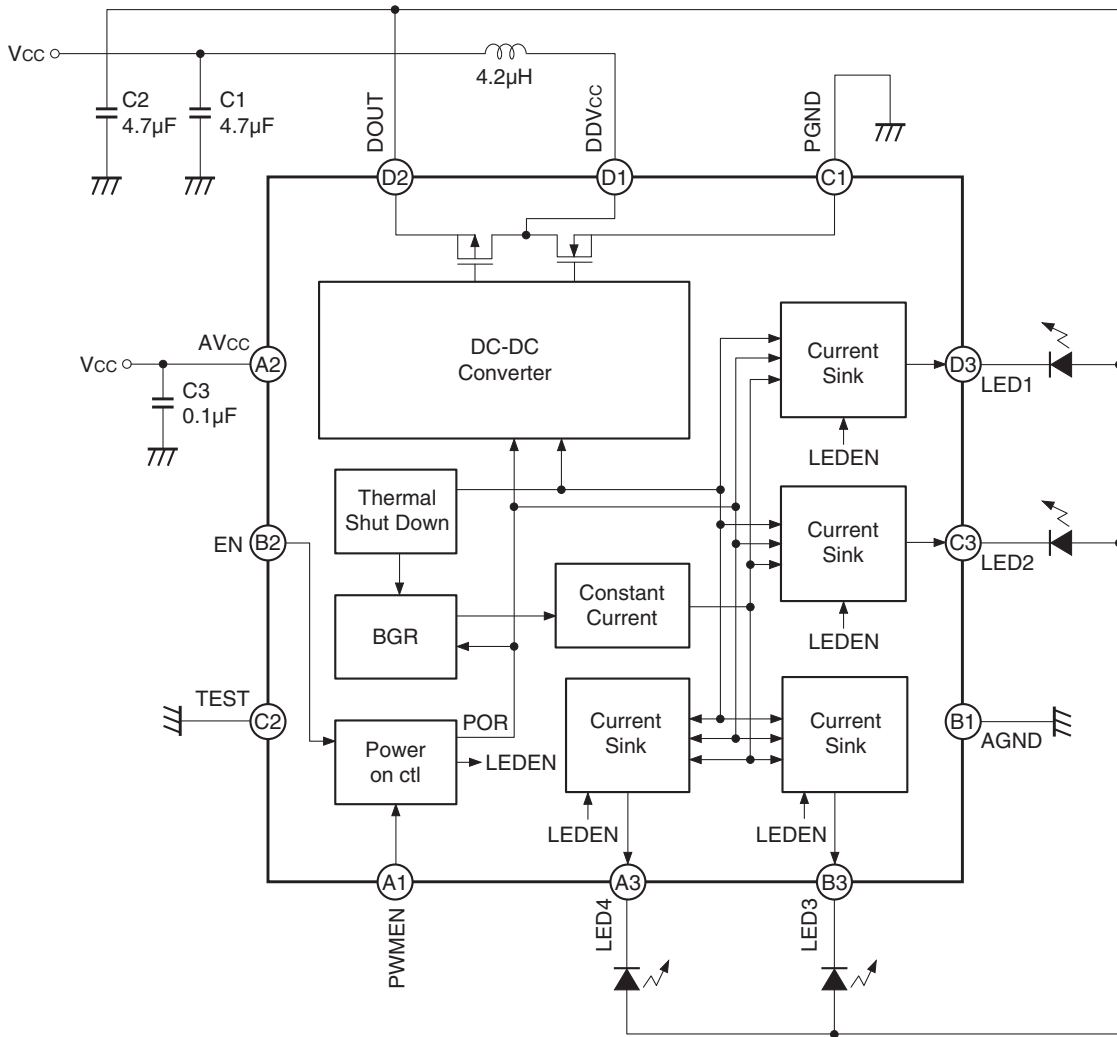 VCC
C2
4.7µF
C1
4.7µF
4.2µH
DOUT
DDVCC
PGND
D2
D1
C1
DC-DC
Converter
Current
Sink
LEDEN
D3
LED1
VCC
AVCC
A2
C3
0.1µF
Thermal
Shut Down
Current
Sink
LEDEN
C3
LED2
EN
B2
BGR
Constant
Current
TEST
C2
POR
Power
on ctl
LEDEN
Current
Sink
LEDEN
Current
Sink
LEDEN
B1
AGND
A1
PWMEN
A3
LED4
B3
LED3